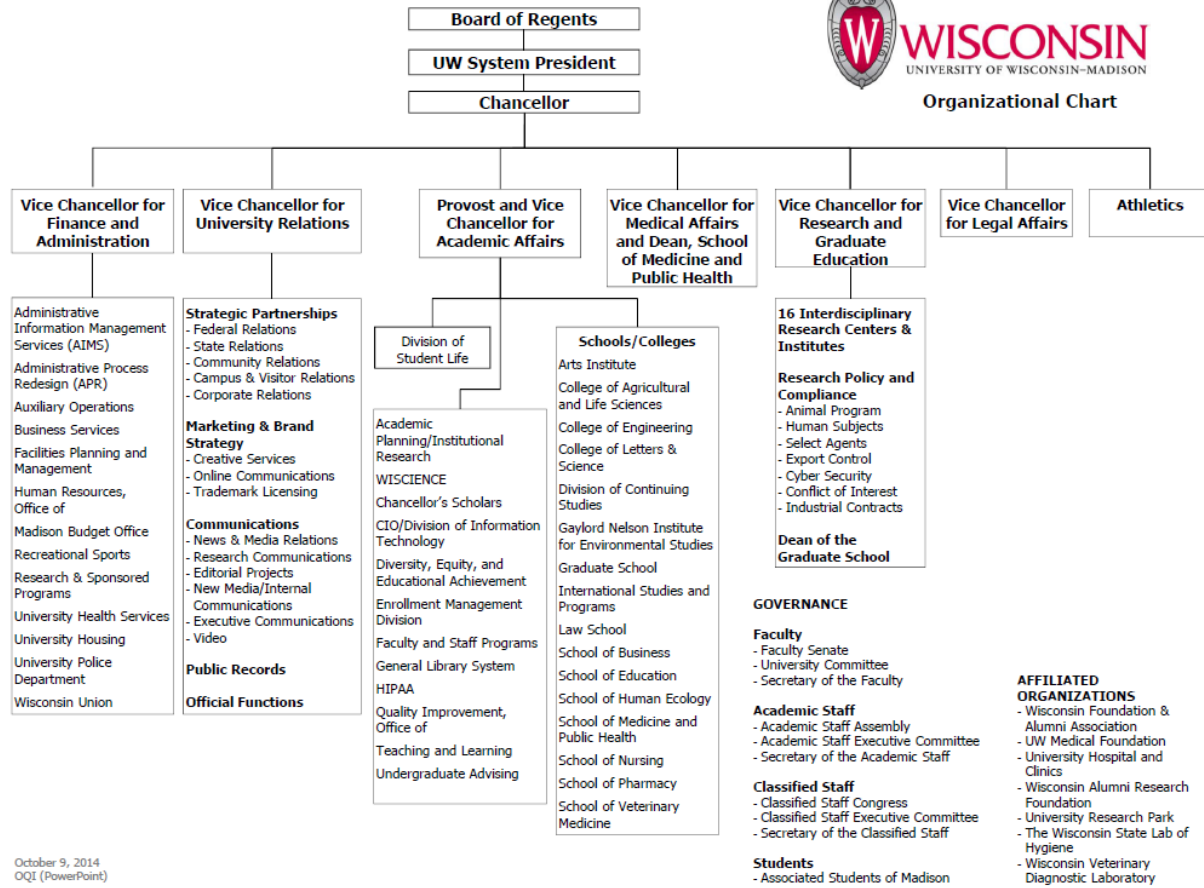 Board of Regents
UW System President
Chancellor
W
WISCONSIN
UNIVERSITY OF WISCONSIN–MADISON
Organizational Chart
Vice Chancellor for
Finance and
Administration
Vice Chancellor for
University Relations
Provost and Vice
Chancellor for
Academic Affairs
Vice Chancellor for
Medical Affairs
and Dean, School
of Medicine and
Public Health
Vice Chancellor for
Research and
Graduate
Education
Vice Chancellor
for Legal Affairs
Athletics
Administrative
Information Management
Services (AIMS)
Administrative Process
Redesign (APR)
Auxiliary Operations
Business Services
Facilities Planning and
Management
Human Resources,
Office of
Madison Budget Office
Recreational Sports
Research & Sponsored
Programs
University Health Services
University Housing
University Police
Department
Wisconsin Union
Strategic Partnerships
- Federal Relations
- State Relations
- Community Relations
- Campus & Visitor Relations
- Corporate Relations
Marketing & Brand
Strategy
- Creative Services
- Online Communications
- Trademark Licensing
Communications
- News & Media Relations
- Research Communications
- Editorial Projects
- New Media/Internal
Communications
- Executive Communications
- Video
Public Records
Official Functions
Division of
Student Life
Academic
Planning/Institutional
Research
WISCIENCE
Chancellor's Scholars
CIO/Division of Information
Technology
Diversity, Equity, and
Educational Achievement
Enrollment Management
Division
Faculty and Staff Programs
General Library System
HIPAA
Quality Improvement,
Office of
Teaching and Learning
Undergraduate Advising
Schools/Colleges
Arts Institute
College of Agricultural
and Life Sciences
College of Engineering
College of Letters &
Science
Division of Continuing
Studies
Gaylord Nelson Institute
for Environmental Studies
Graduate School
International Studies and
Programs
Law School
School of Business
School of Education
School of Human Ecology
School of Medicine and
Public Health
School of Nursing
School of Pharmacy
School of Veterinary
Medicine
16 Interdisciplinary
Research Centers &
Institutes
Research Policy and
Compliance
- Animal Program
- Human Subjects
- Select Agents
- Export Control
- Cyber Security
- Conflict of Interest
- Industrial Contracts
Dean of the
Graduate School
GOVERNANCE
Faculty
- Faculty Senate
- University Committee
- Secretary of the Faculty
Academic Staff
- Academic Staff Assembly
- Academic Staff Executive Committee
- Secretary of the Academic Staff
Classified Staff
- Classified Staff Congress
- Classified Staff Executive Committee
- Secretary of the Classified Staff
Students
- Associated Students of Madison
AFFILIATED
ORGANIZATIONS
- Wisconsin Foundation &
Alumni Association
- UW Medical Foundation
- University Hospital and
Clinics
- Wisconsin Alumni Research
Foundation
- University Research Park
- The Wisconsin State Lab of
Hygiene
- Wisconsin Veterinary
Diagnostic Laboratory
October 9, 2014
OQI (PowerPoint)